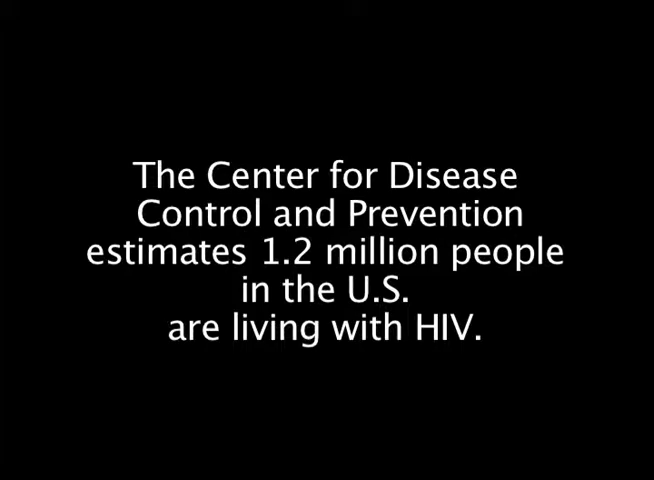 The Center for Disease
Control and Prevention
estimates 1.2 million people
in the U.S.
are living with HIV.